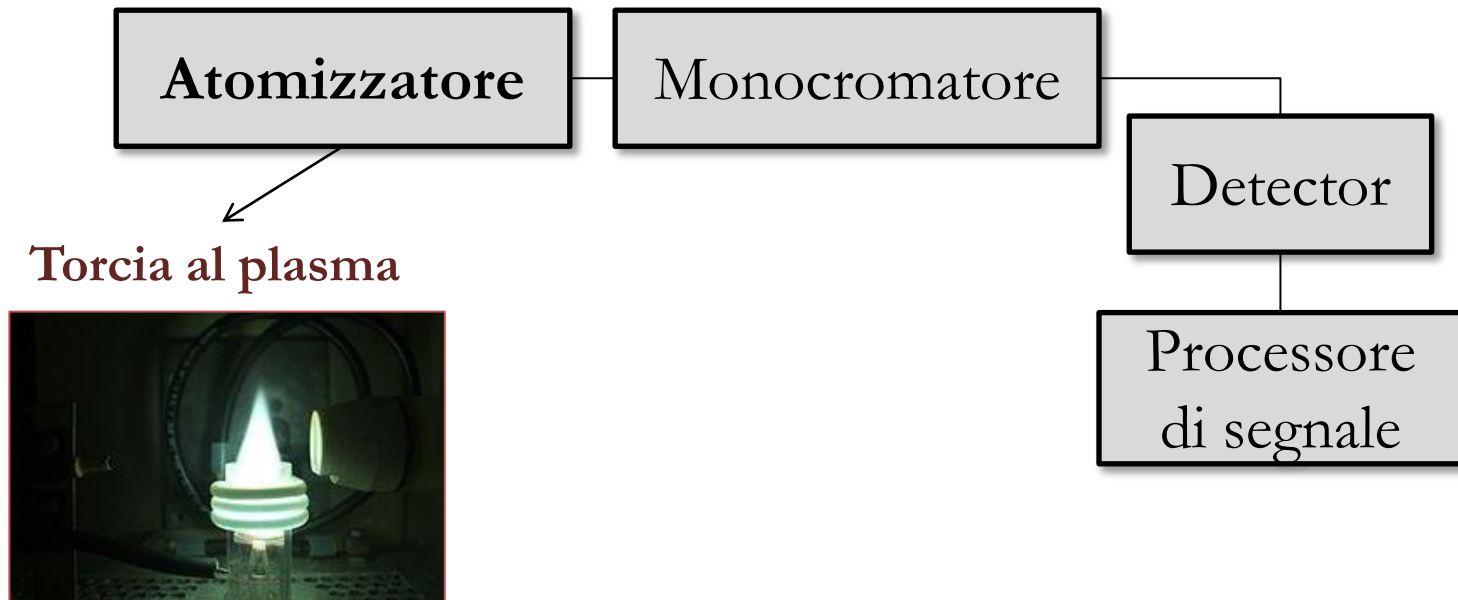 Atomizzatore
Monocromatore
Detector
Torcia al plasma
Processore
di segnale